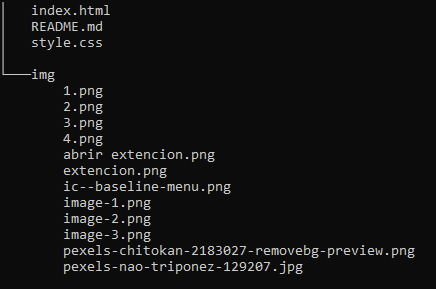 index.html
README.md
style.css
img
1.png
2.png
3.png
4.png
abrir extencion.png
extencion.png
ic--baseline-menu.png
image-1.png
image-2.png
image-3.png
pexels-chitokan-2183027-removebg-preview.png
pexels-nao-triponez-129207.jpg